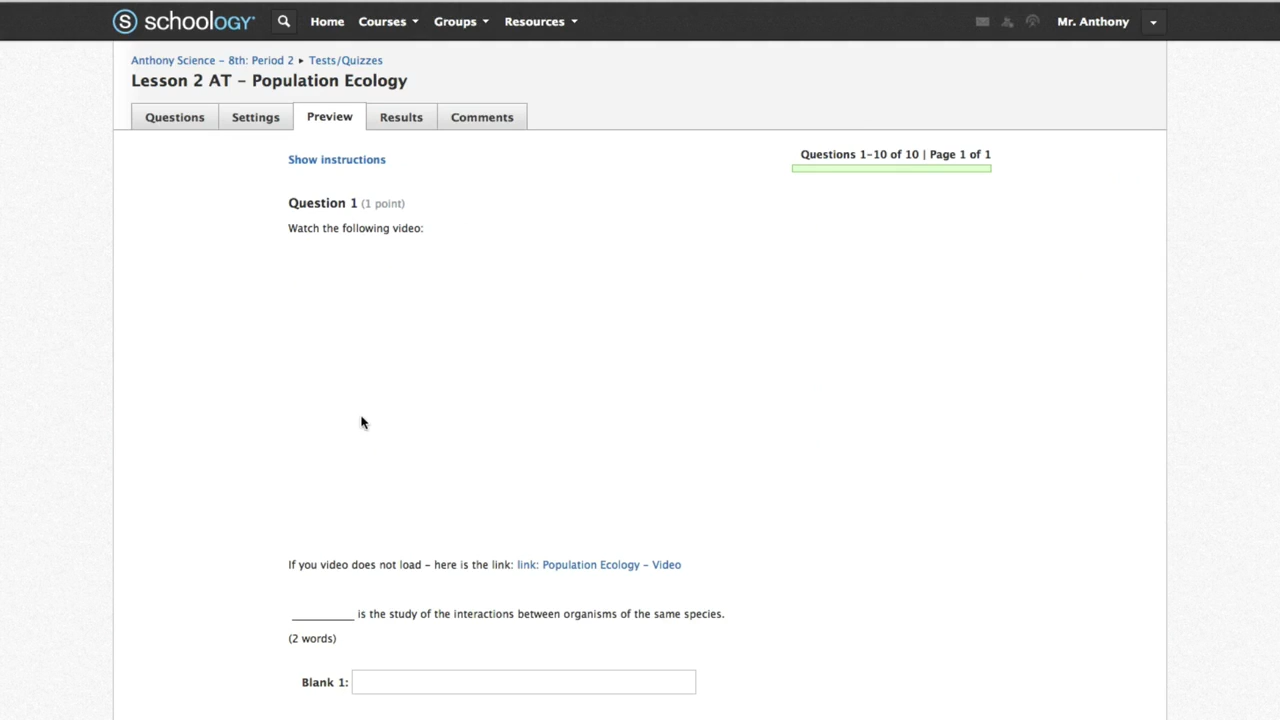 schoology Home Courses Groups Resources Mr. Anthony
Anthony Science – 8th: Period 2 ▸ Tests/Quizzes
Lesson 2 AT – Population Ecology
Questions Settings Preview Results Comments
Show instructions
Questions 1–10 of 10 | Page 1 of 1
Question 1 (1 point)
Watch the following video:
If you video does not load – here is the link: link: Population Ecology – Video
__________ is the study of the interactions between organisms of the same species.
(2 words)
Blank 1: